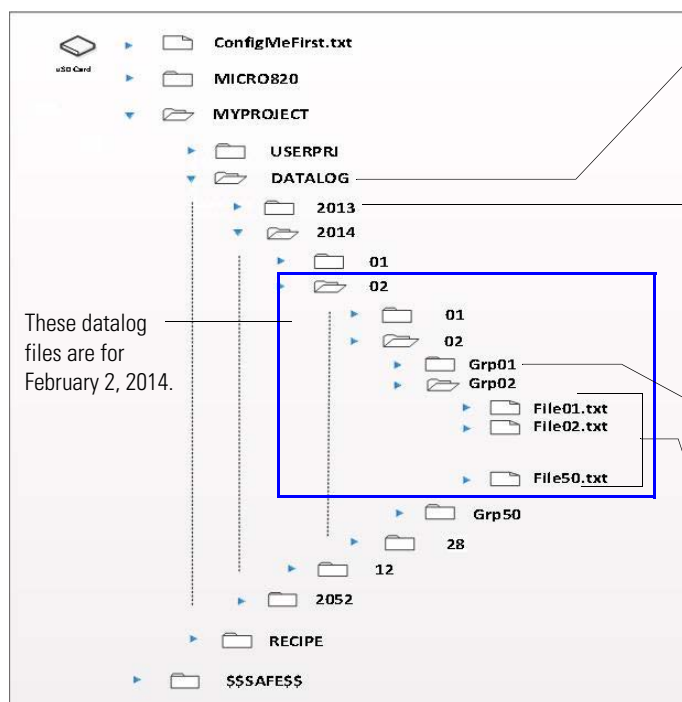 ConfigMeFirst.txt
uSD Card
MICRO820
MYPROJECT
USERPRJ
DATALOG
2013
2014
01
02
01
These datalog
files are for
February 2, 2014.
02
Grp01
Grp02
File01.txt
File02.txt
File50.txt
Grp50
28
12
2052
RECIPE
$$SAFE$$